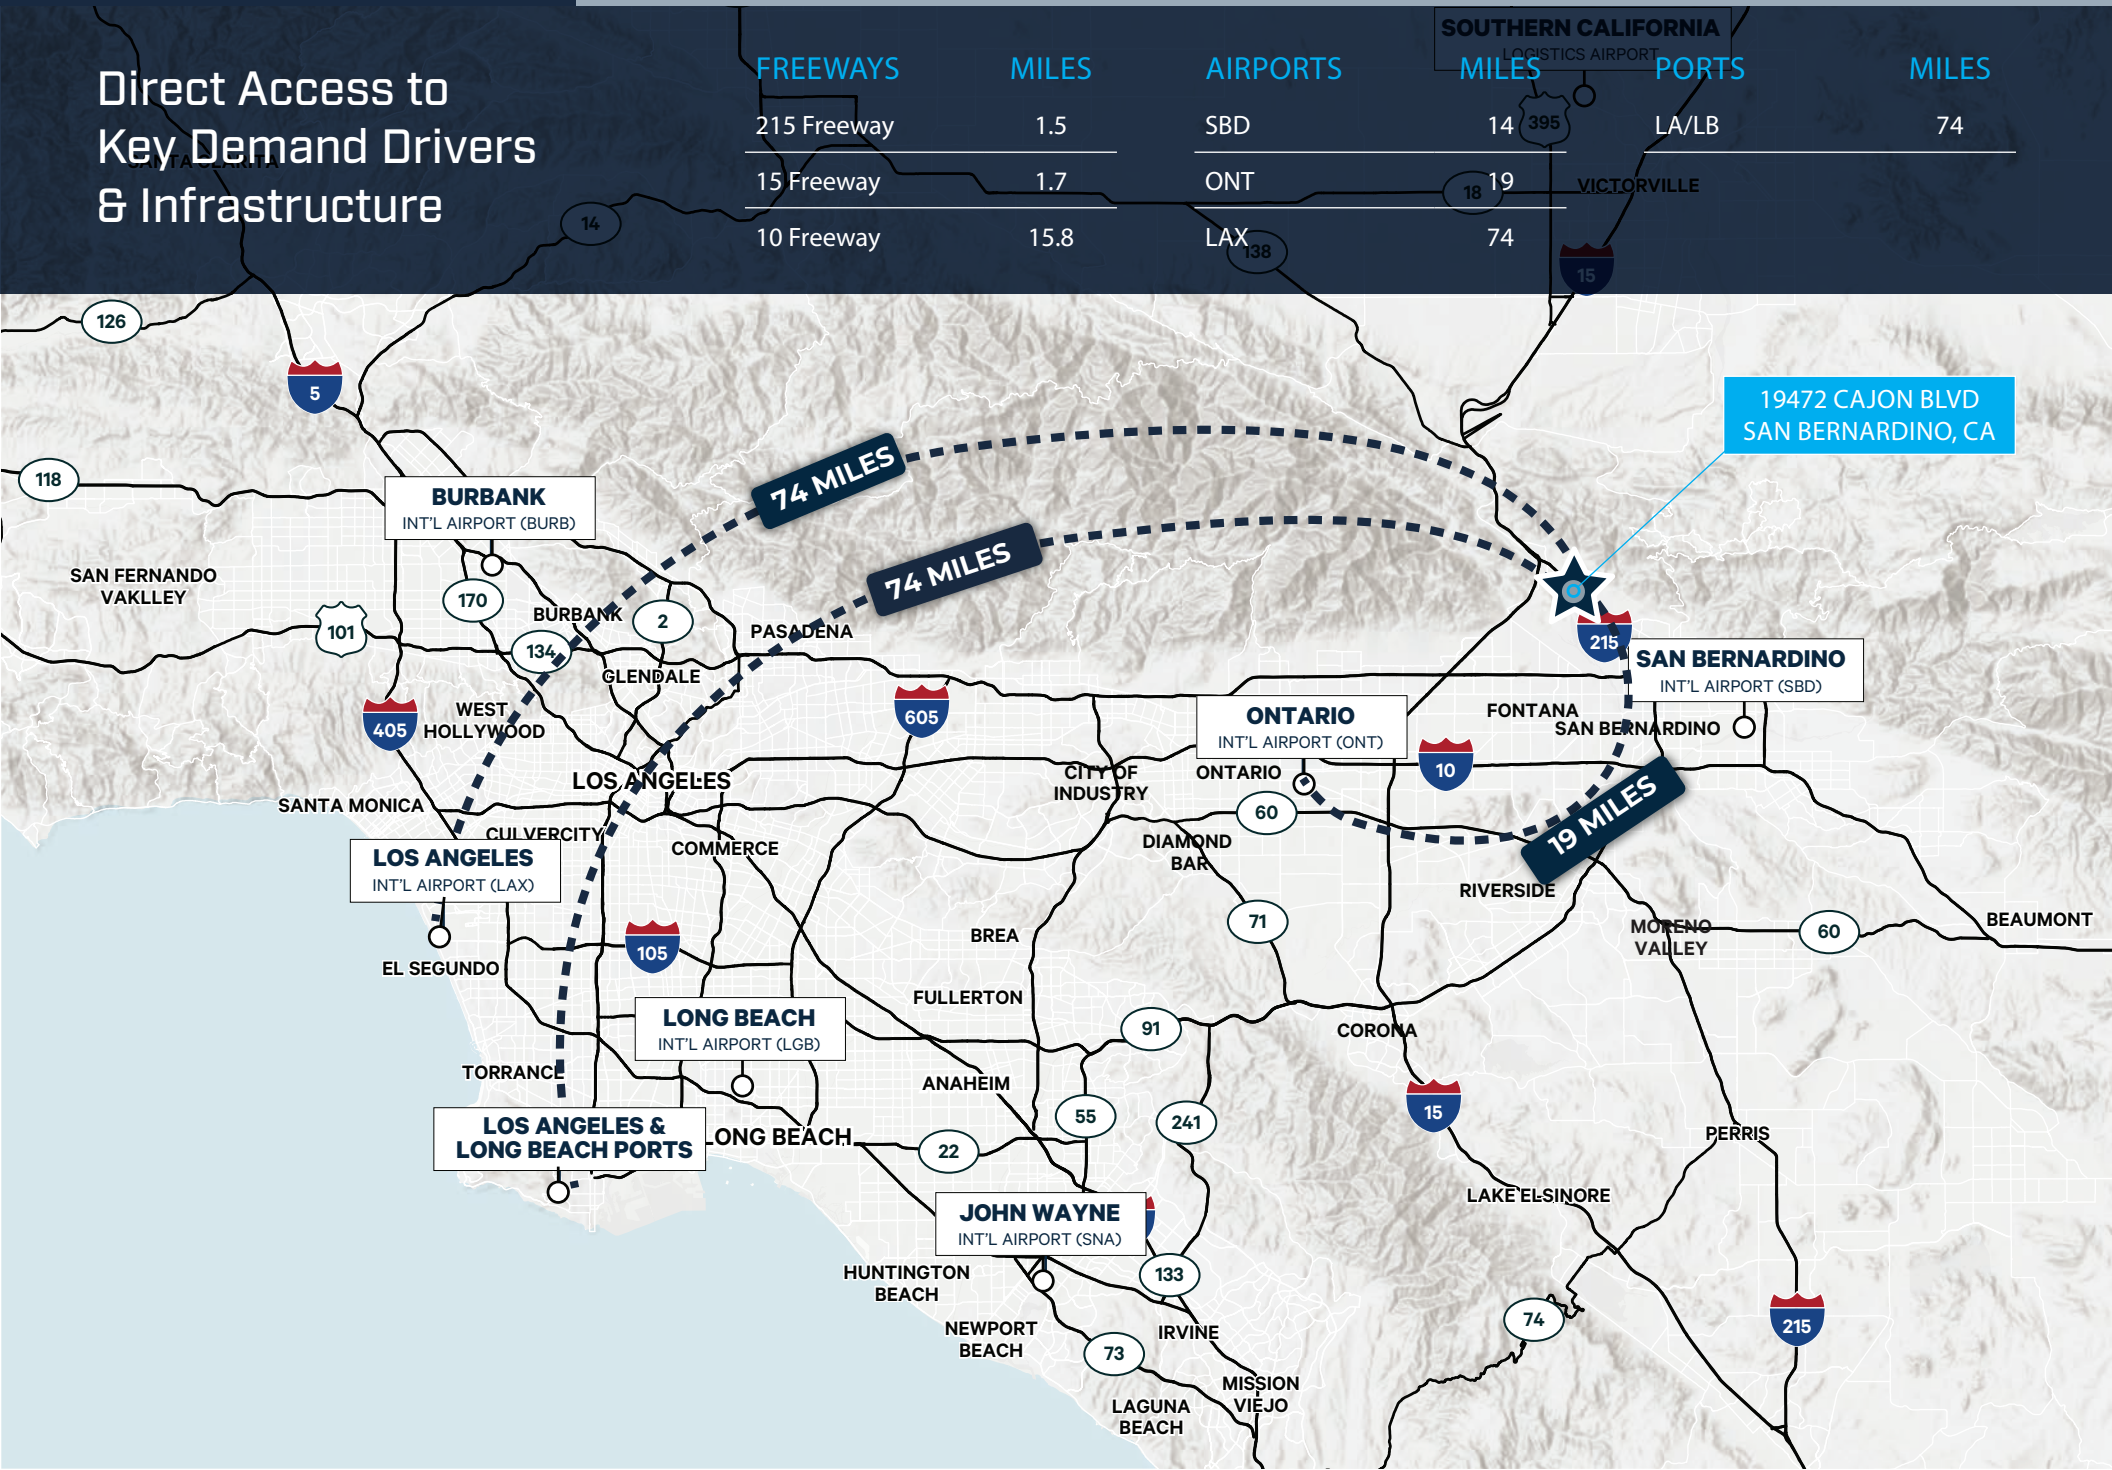 Direct Access to
Key Demand Drivers
& Infrastructure
FREEWAYS MILES
215 Freeway 1.5
15 Freeway 1.7
10 Freeway 15.8
AIRPORTS MILES
SBD 14
ONT 19
LAX 74
PORTS MILES
LA/LB 74
SOUTHERN CALIFORNIA
LOGISTICS AIRPORT
395
SANTA CLARITA
18
VICTORVILLE
14
138
15
126
5
19472 CAJON BLVD
SAN BERNARDINO, CA
118
74 MILES
BURBANK
INT'L AIRPORT (BURB)
74 MILES
SAN FERNANDO
VAKLLEY
170
BURBANK
2
101
PASADENA
134
215
GLENDALE
SAN BERNARDINO
INT'L AIRPORT (SBD)
405
WEST
HOLLYWOOD
605
ONTARIO
INT'L AIRPORT (ONT)
FONTANA
SAN BERNARDINO
10
LOS ANGELES
CITY OF
INDUSTRY
ONTARIO
SANTA MONICA
60
19 MILES
CULVERCITY
COMMERCE
DIAMOND
BAR
LOS ANGELES
INT'L AIRPORT (LAX)
RIVERSIDE
71
BREA
MORENO
VALLEY
60
BEAUMONT
105
EL SEGUNDO
FULLERTON
LONG BEACH
INT'L AIRPORT (LGB)
91
CORONA
TORRANCE
ANAHEIM
15
55
241
LOS ANGELES &
LONG BEACH PORTS
LONG BEACH
22
PERRIS
LAKE ELSINORE
JOHN WAYNE
INT'L AIRPORT (SNA)
133
HUNTINGTON
BEACH
74
215
NEWPORT
BEACH
IRVINE
73
MISSION
VIEJO
LAGUNA
BEACH